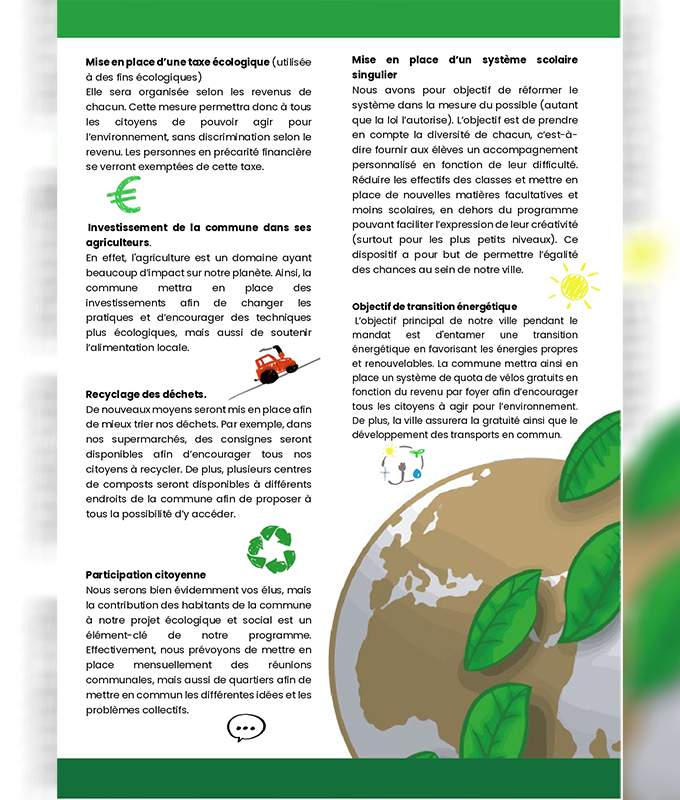 Mise en place d'une taxe écologique (utilisée
à des fins écologiques)
Elle sera organisée selon les revenus de
chacun. Cette mesure permettra donc à tous
les citoyens de pouvoir agir pour
l'environnement, sans discrimination selon le
revenu. Les personnes en précarité financière
se verront exemptées de cette taxe.
Investissement de la commune dans ses
agriculteurs.
En effet, l'agriculture est un domaine ayant
beaucoup d'impact sur notre planète. Ainsi, la
commune mettra en place des
investissements afin de changer les
pratiques et d'encourager des techniques
plus écologiques, mais aussi de soutenir
l'alimentation locale.
Recyclage des déchets.
De nouveaux moyens seront mis en place afin
de mieux trier nos déchets. Par exemple, dans
nos supermarchés, des consignes seront
disponibles afin d'encourager tous nos
citoyens à recycler. De plus, plusieurs centres
de composts seront disponibles à différents
endroits de la commune afin de proposer à
tous la possibilité d'y accéder.
Participation citoyenne
Nous serons bien évidemment vos élus, mais
la contribution des habitants de la commune
à notre projet écologique et social est un
élément-clé de notre programme.
Effectivement, nous prévoyons de mettre en
place mensuellement des réunions
communales, mais aussi de quartiers afin de
mettre en commun les différentes idées et les
problèmes collectifs.
Mise en place d'un système scolaire
singulier
Nous avons pour objectif de réformer le
système dans la mesure du possible (autant
que la loi l'autorise). L'objectif est de prendre
en compte la diversité de chacun, c'est-à-
dire fournir aux élèves un accompagnement
personnalisé en fonction de leur difficulté.
Réduire les effectifs des classes et mettre en
place de nouvelles matières facultatives et
moins scolaires, en dehors du programme
pouvant faciliter l'expression de leur créativité
(surtout pour les plus petits niveaux). Ce
dispositif a pour but de permettre l'égalité
des chances au sein de notre ville.
Objectif de transition énergétique
L'objectif principal de notre ville pendant le
mandat est d'entamer une transition
énergétique en favorisant les énergies propres
et renouvelables. La commune mettra ainsi en
place un système de quota de vélos gratuits en
fonction du revenu par foyer afin d'encourager
tous les citoyens à agir pour l'environnement.
De plus, la ville assurera la gratuité ainsi que le
développement des transports en commun.